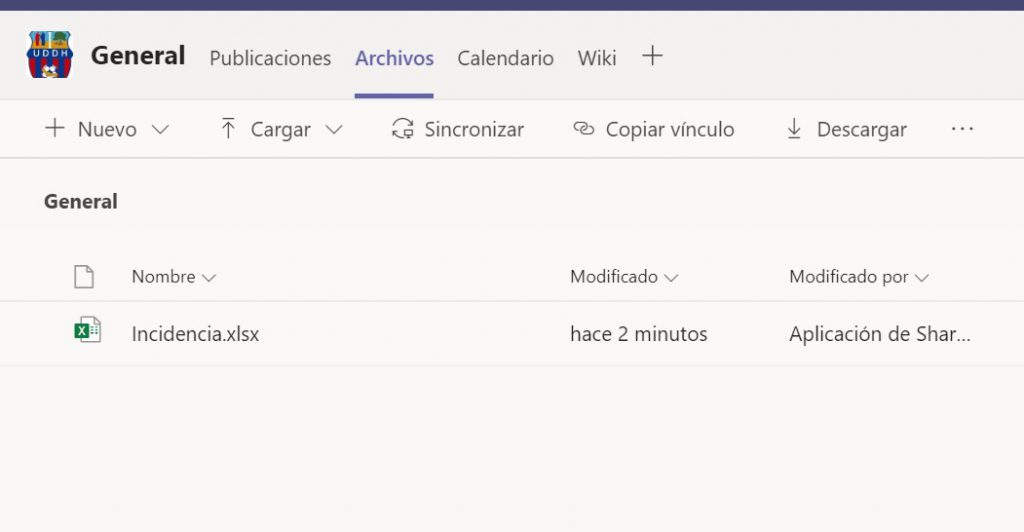 UDDH
General Publicaciones Archivos Calendario Wiki
Nuevo Cargar Sincronizar Copiar vínculo Descargar ...
General
Nombre Modificado Modificado por
Incidencia.xlsx hace 2 minutos Aplicación de Shar...